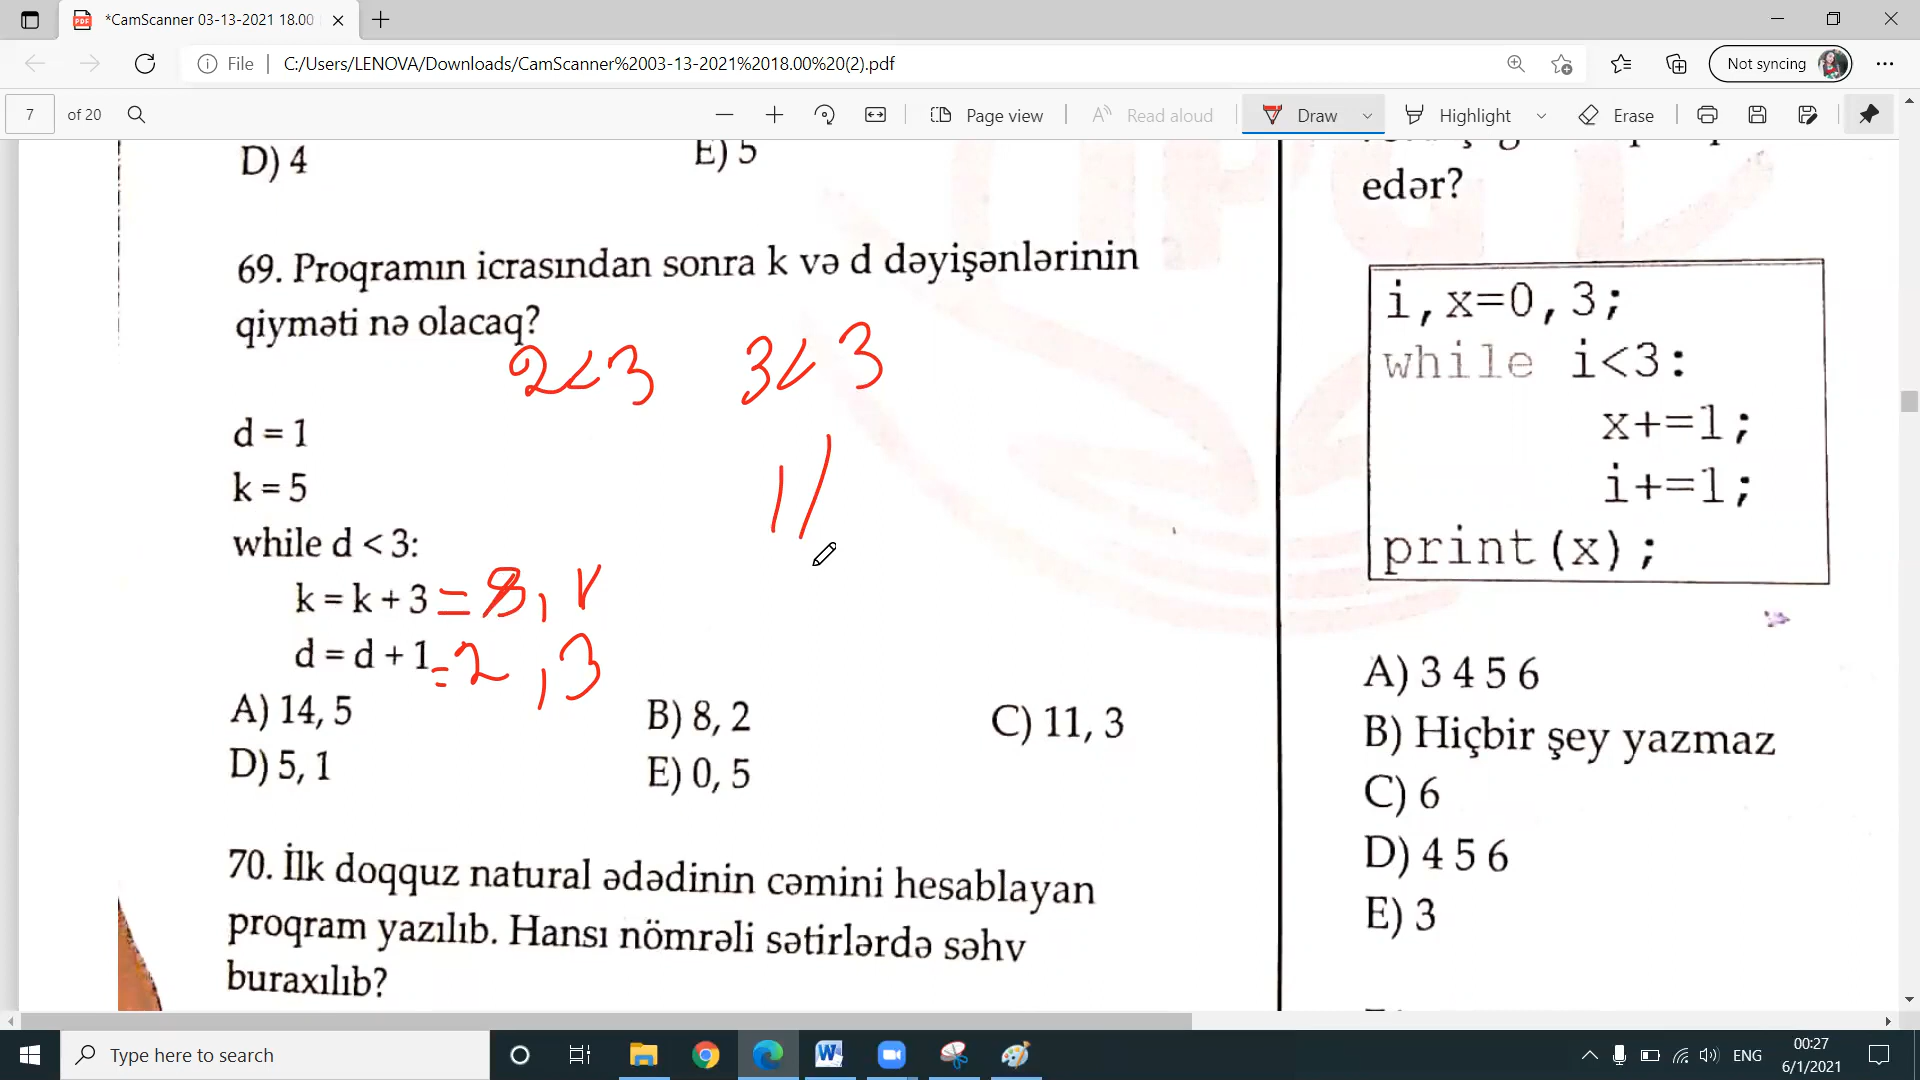 *CamScanner 03-13-2021 18.00
File
C:/Users/LENOVA/Downloads/CamScanner%2003-13-2021%2018.00%20(2).pdf
Not syncing
7 of 20
Page view
Read aloud
Draw
Highlight
Erase
D) 4
E) 5
69. Proqramın icrasından sonra k və d dəyişənlərinin
qiyməti nə olacaq?
2<3
3<3
d = 1
k = 5
while d < 3:
k = k + 3 = 8,
d = d + 1 = 2, 3
A) 14, 5
B) 8, 2
C) 11, 3
D) 5, 1
E) 0, 5
70. İlk doqquz natural ədədinin cəmini hesablayan
proqram yazılıb. Hansı nömrəli sətirlərdə səhv
buraxılıb?
edər?
i,x=0,3;
while i<3:
x+=1;
i+=1;
print(x);
A) 3 4 5 6
B) Hiçbir şey yazmaz
C) 6
D) 4 5 6
E) 3
Type here to search
ENG
00:27
6/1/2021